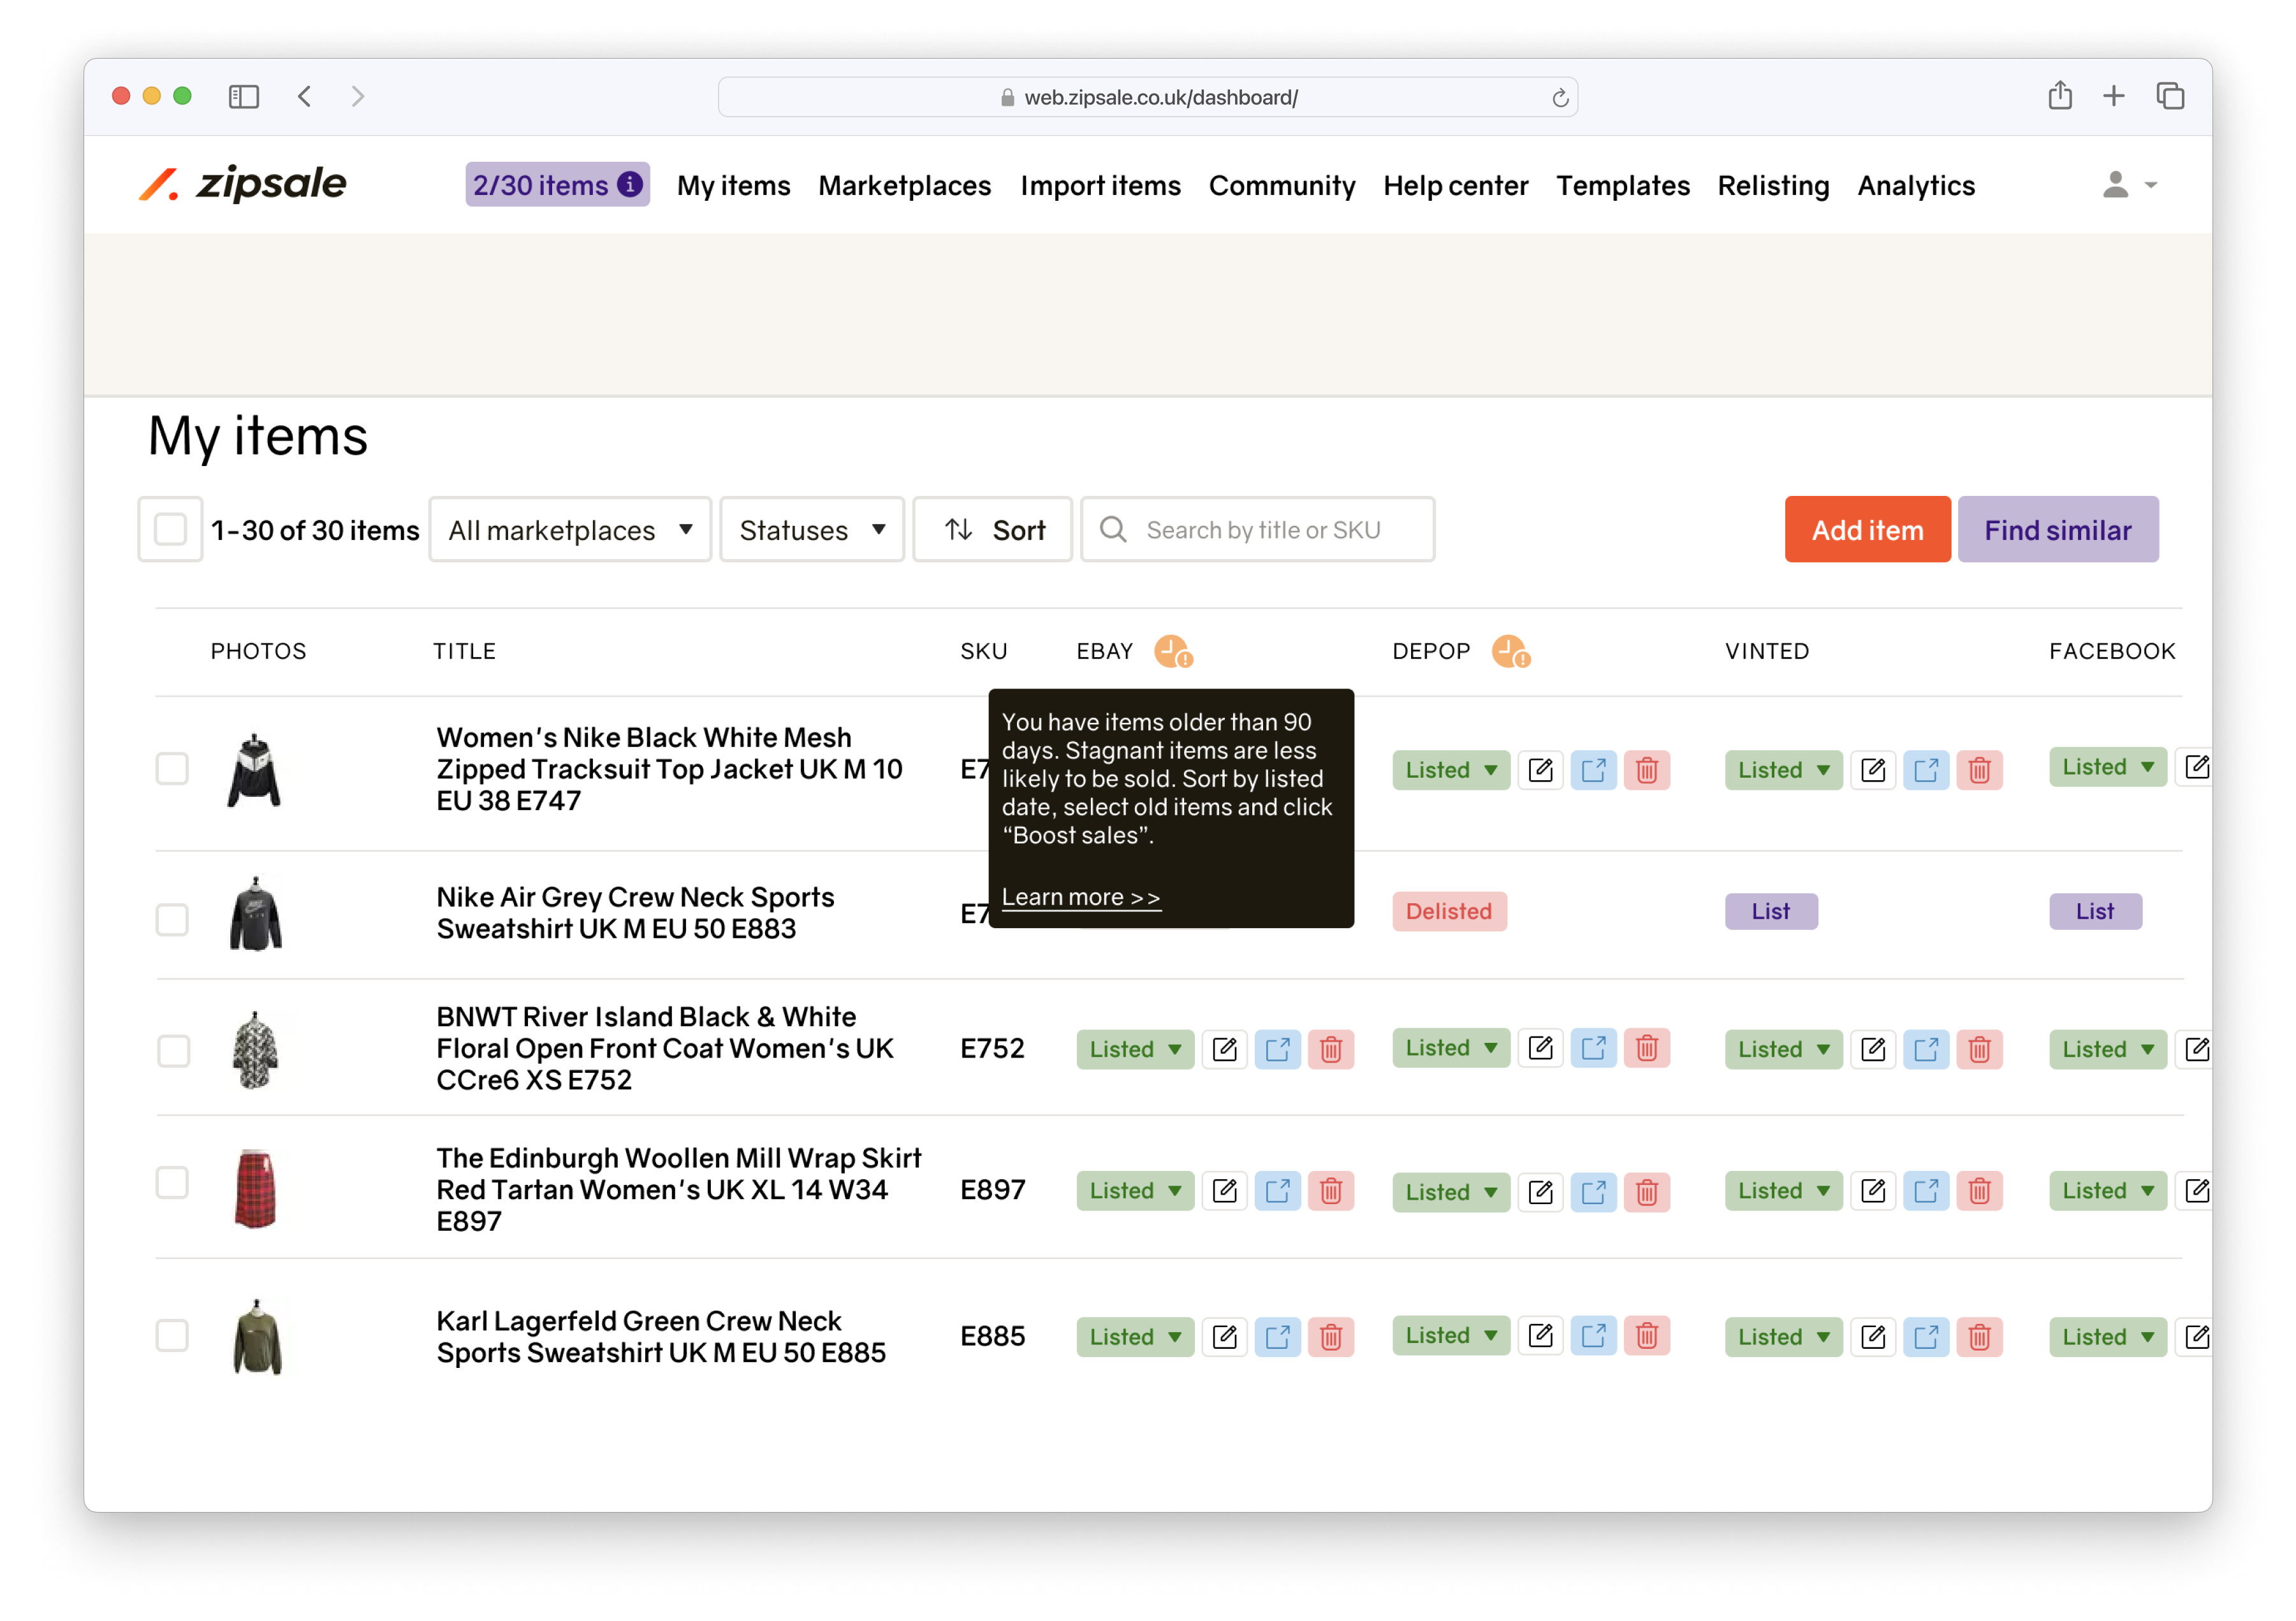 web.zipsale.co.uk/dashboard/
zipsale
2/30 items
My items
Marketplaces
Import items
Community
Help center
Templates
Relisting
Analytics
My items
1-30 of 30 items
All marketplaces
Statuses
Sort
Search by title or SKU
Add item
Find similar
PHOTOS
TITLE
SKU
EBAY
DEPOP
VINTED
FACEBOOK
Women's Nike Black White Mesh
Zipped Tracksuit Top Jacket UK M 10
EU 38 E747
E7
You have items older than 90
days. Stagnant items are less
likely to be sold. Sort by listed
date, select old items and click
“Boost sales”.
Learn more >>
Listed
Listed
Listed
Nike Air Grey Crew Neck Sports
Sweatshirt UK M EU 50 E883
E7
Delisted
List
List
BNWT River Island Black & White
Floral Open Front Coat Women's UK
CCre6 XS E752
E752
Listed
Listed
Listed
Listed
The Edinburgh Woollen Mill Wrap Skirt
Red Tartan Women's UK XL 14 W34
E897
E897
Listed
Listed
Listed
Listed
Karl Lagerfeld Green Crew Neck
Sports Sweatshirt UK M EU 50 E885
E885
Listed
Listed
Listed
Listed